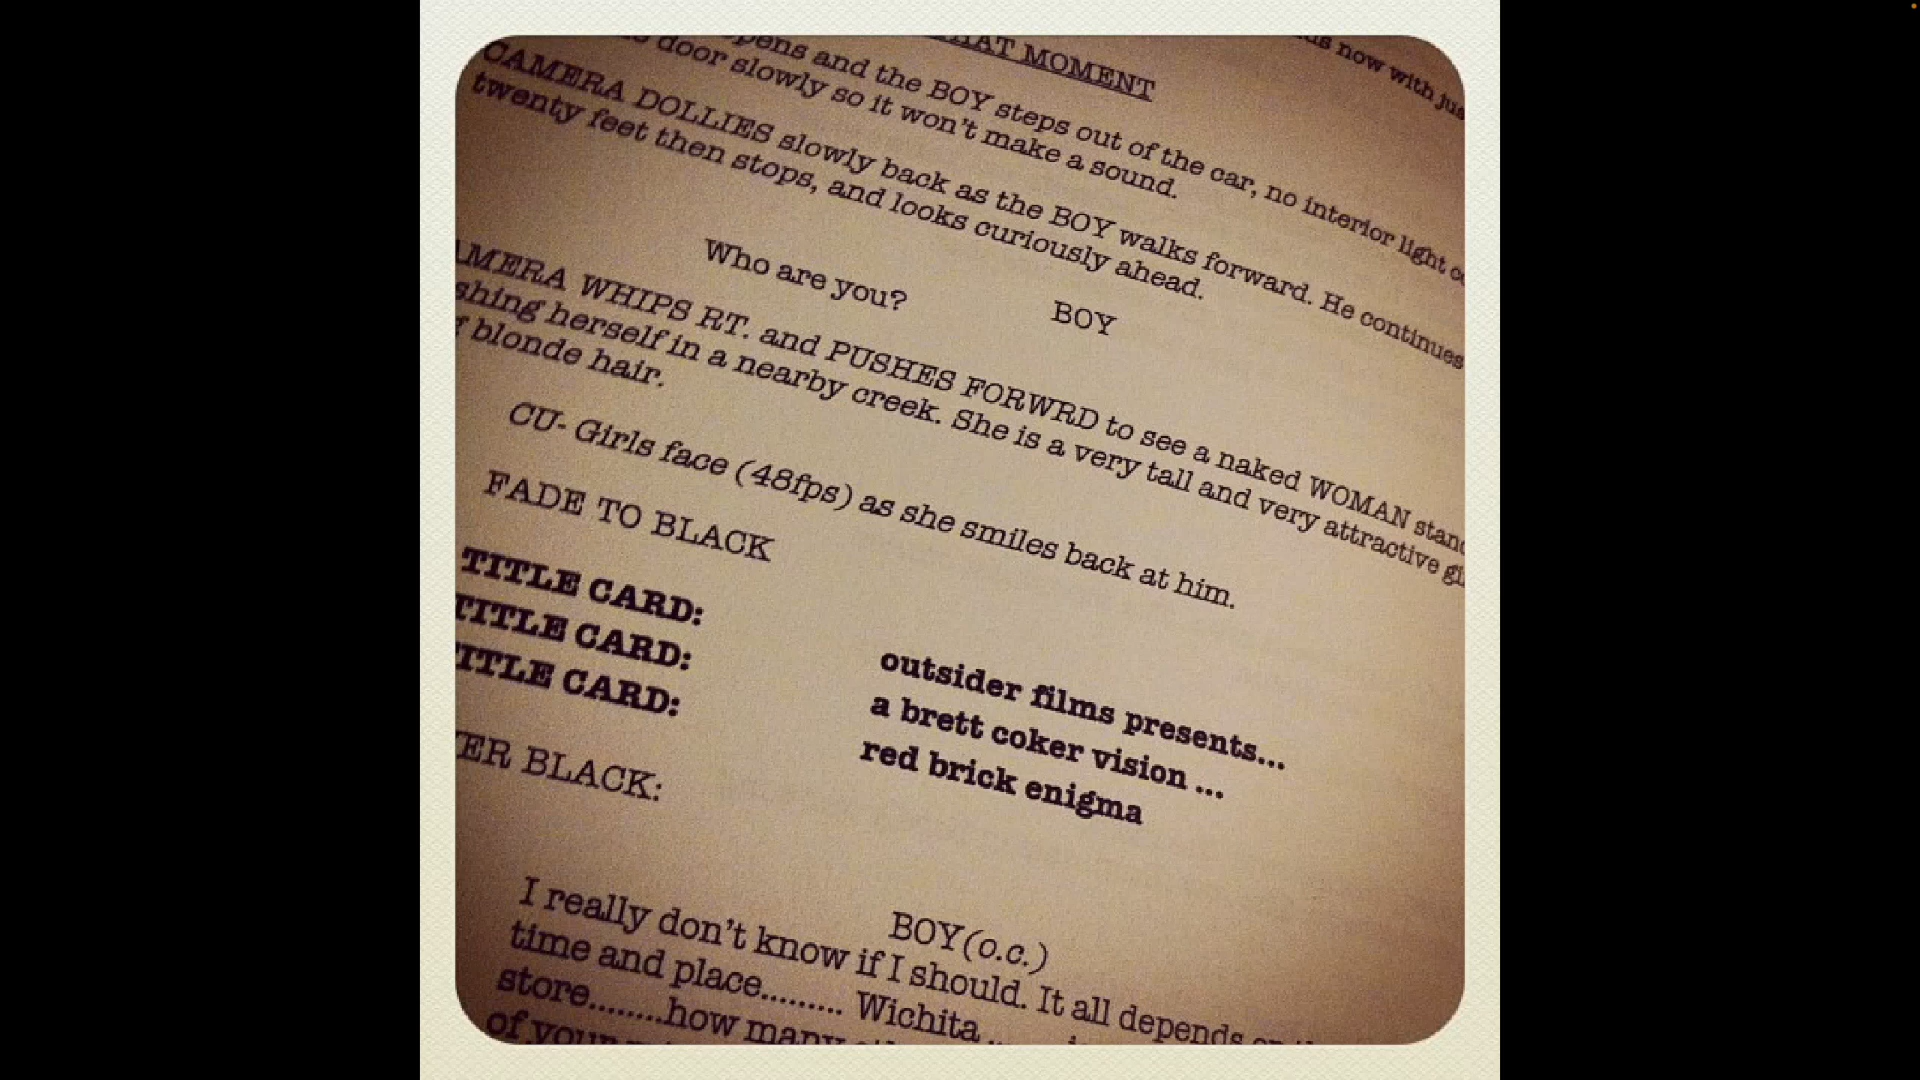 now with
THAT MOMENT
and the BOY steps out of the car, no interior light
door slowly so it won't make a sound.
CAMERA DOLLIES slowly back as the BOY walks forward. He continues
twenty feet then stops, and looks curiously ahead.
BOY
Who are you?
AMERA WHIPS RT. and PUSHES FORWRD to see a naked WOMAN stand
shing herself in a nearby creek. She is a very tall and very attractive gi
f blonde hair.
CU- Girls face (48fps) as she smiles back at him.
FADE TO BLACK
TITLE CARD: outsider films presents...
TITLE CARD: a brett coker vision ...
TITLE CARD: red brick enigma
ER BLACK:
BOY(o.c.)
I really don't know if I should. It all depends
time and place......... Wichita
store........how many
of your